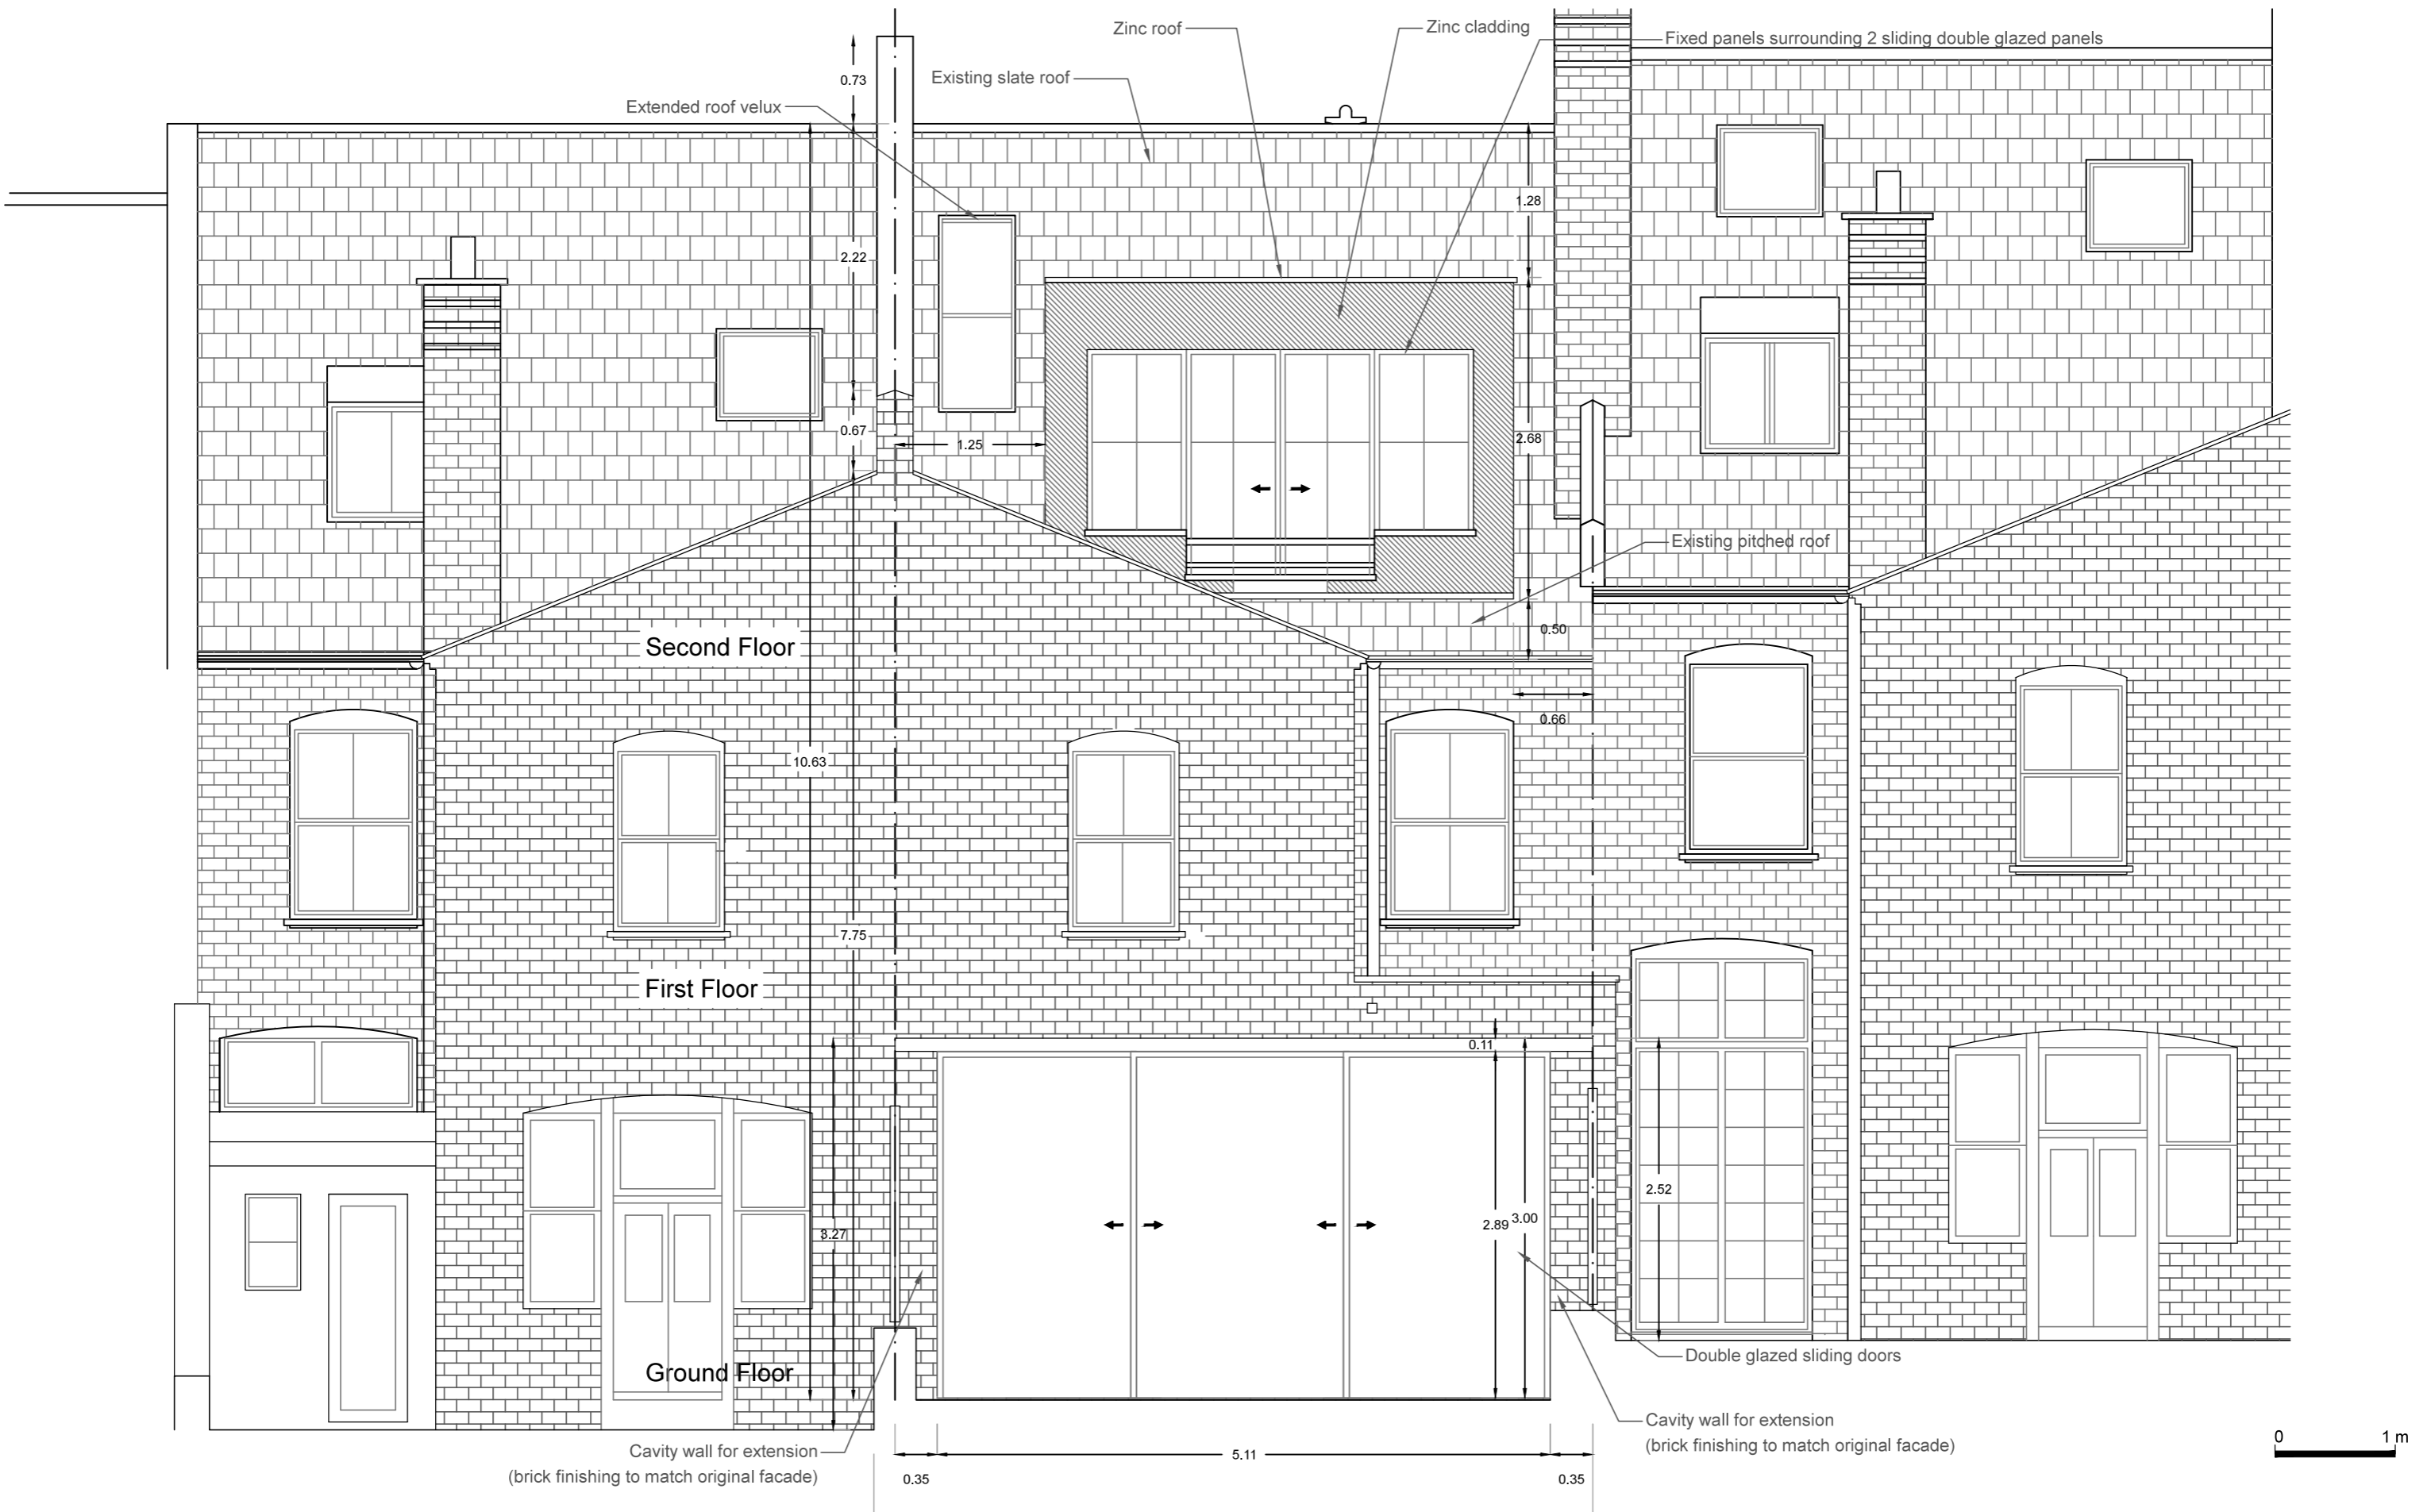 Zinc roof
Zinc cladding
Fixed panels surrounding 2 sliding double glazed panels
0.73
Existing slate roof
Extended roof velux
1.28
2.22
0.67
1.25
2.68
Existing pitched roof
0.50
Second Floor
0.66
10.63
7.75
First Floor
0.11
2.52
2.89
3.00
3.27
Double glazed sliding doors
Ground Floor
Cavity wall for extension
(brick finishing to match original facade)
Cavity wall for extension
(brick finishing to match original facade)
0.35
5.11
0.35
0
1 m